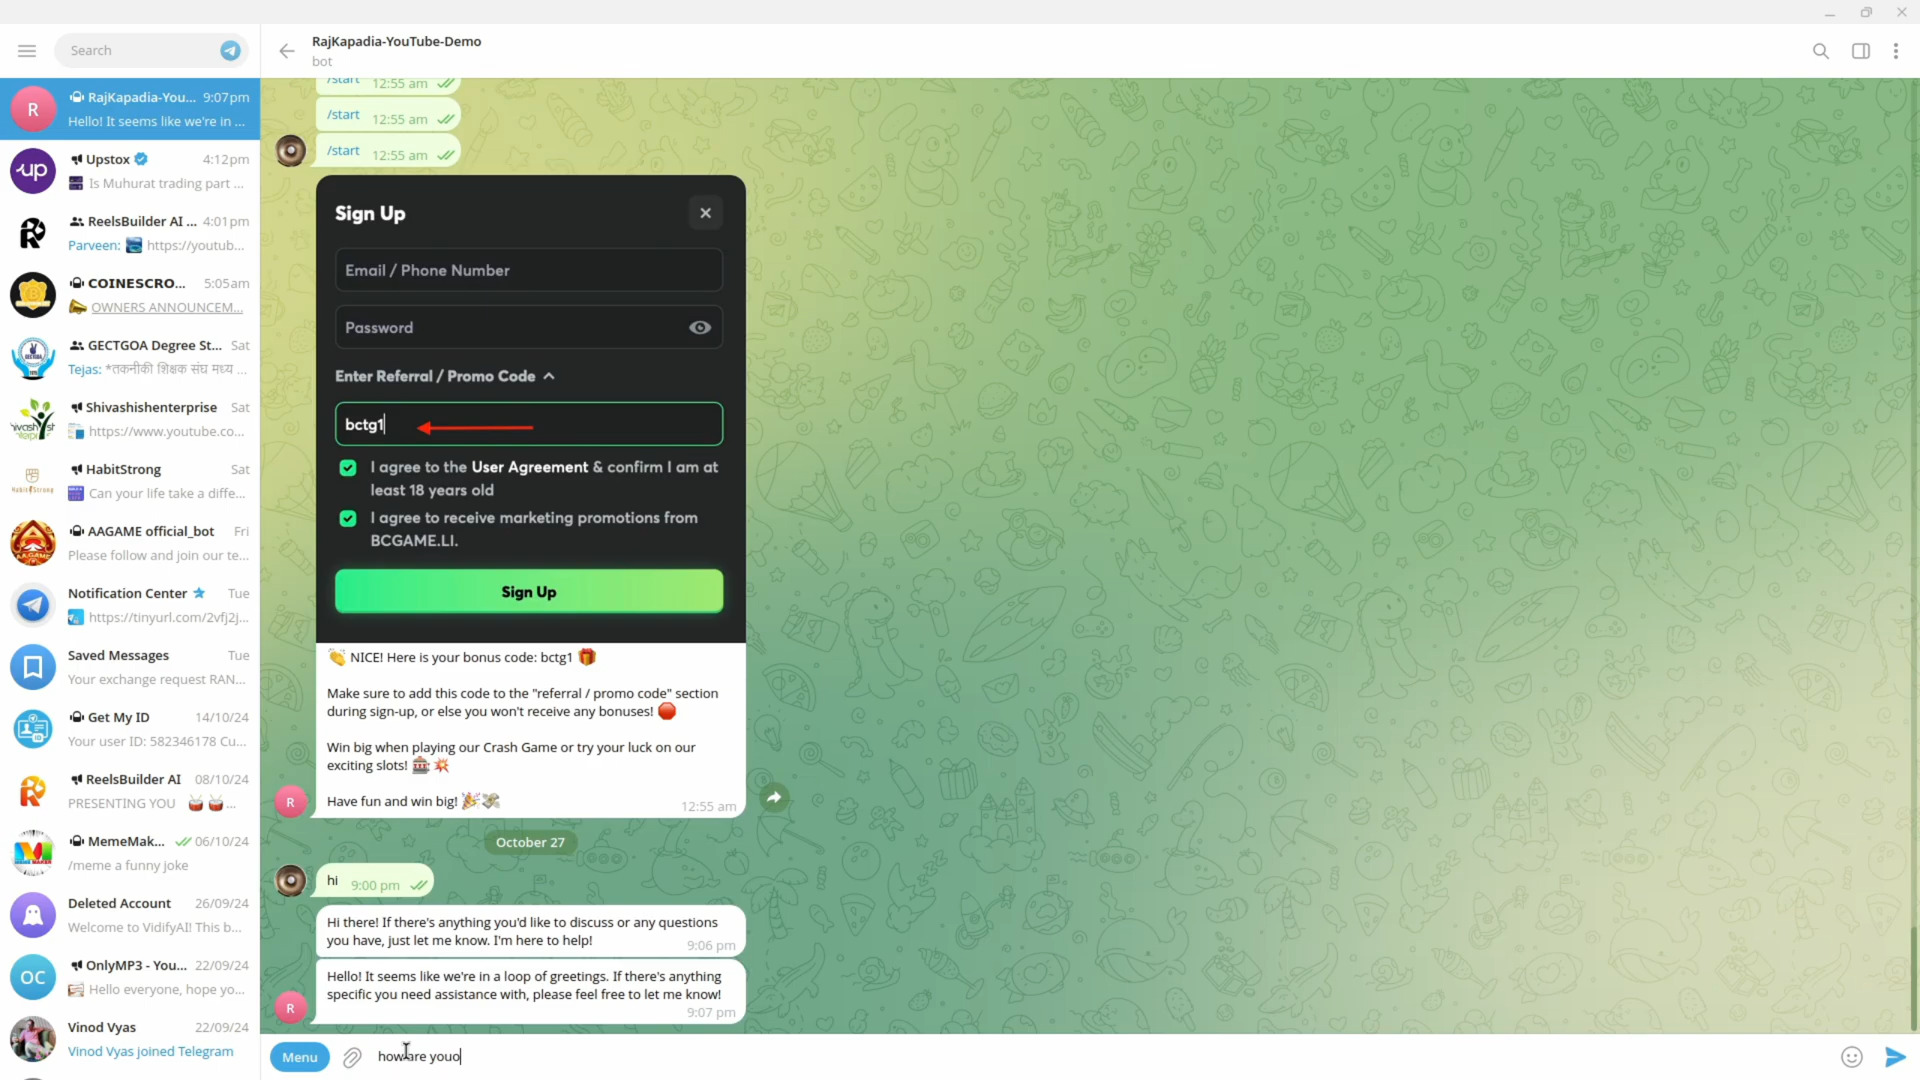 Search
RajKapadia-YouTube-Demo
bot
RajKapadia-You... 9:07pm
Hello! It seems like we're in ...
Upstox 4:12pm
Is Muhurat trading part ...
ReelsBuilder AI ... 4:01pm
Parveen: https://youtub...
COINESCRO... 5:05am
OWNERS ANNOUNCEM...
GECTGOA Degree St... Sat
Tejas: *तकनीकी शिक्षक संघ मध्य ...
Shivashishenterprise Sat
https://www.youtube.co...
HabitStrong Sat
Can your life take a diffe...
AAGAME official_bot Fri
Please follow and join our te...
Notification Center Tue
https://tinyurl.com/2vfj2j...
Saved Messages Tue
Your exchange request RAN...
Get My ID 14/10/24
Your user ID: 582346178 Cu...
ReelsBuilder AI 08/10/24
PRESENTING YOU 🥁🥁...
MemeMak... 06/10/24
/meme a funny joke
Deleted Account 26/09/24
Welcome to VidifyAI! This b...
OC
OnlyMP3 - You... 22/09/24
Hello everyone, hope yo...
Vinod Vyas 22/09/24
Vinod Vyas joined Telegram
/start 12:55 am
/start 12:55 am
/start 12:55 am
Sign Up
Email / Phone Number
Password
Enter Referral / Promo Code
bctg1
I agree to the User Agreement & confirm I am at
least 18 years old
I agree to receive marketing promotions from
BCGAME.LI.
Sign Up
👏 NICE! Here is your bonus code: bctg1 🎁
Make sure to add this code to the "referral / promo code" section
during sign-up, or else you won't receive any bonuses! 🛑
Win big when playing our Crash Game or try your luck on our
exciting slots! 🎰💥
Have fun and win big! 🎉💸
12:55 am
October 27
hi 9:00 pm
Hi there! If there's anything you'd like to discuss or any questions
you have, just let me know. I'm here to help! 9:06 pm
Hello! It seems like we're in a loop of greetings. If there's anything
specific you need assistance with, please feel free to let me know!
9:07 pm
Menu
how are youo